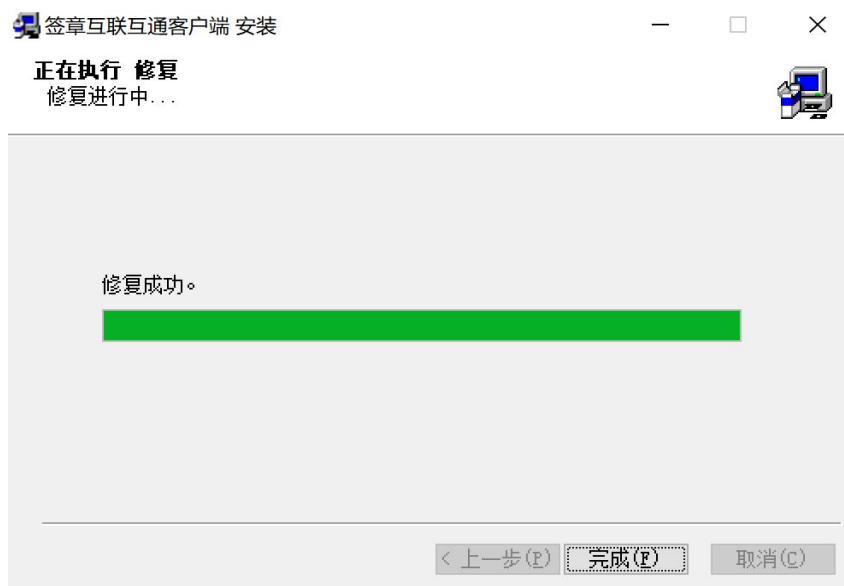 签章互联互通客户端 安装
正在执行 修复
修复进行中...
修复成功。
< 上一步(P) 完成(F) 取消(C)